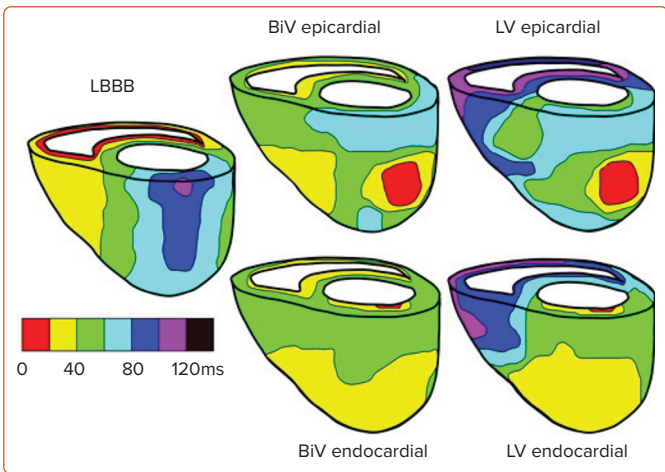 BiV epicardial
LV epicardial
LBBB
0 40 80 120ms
BiV endocardial
LV endocardial